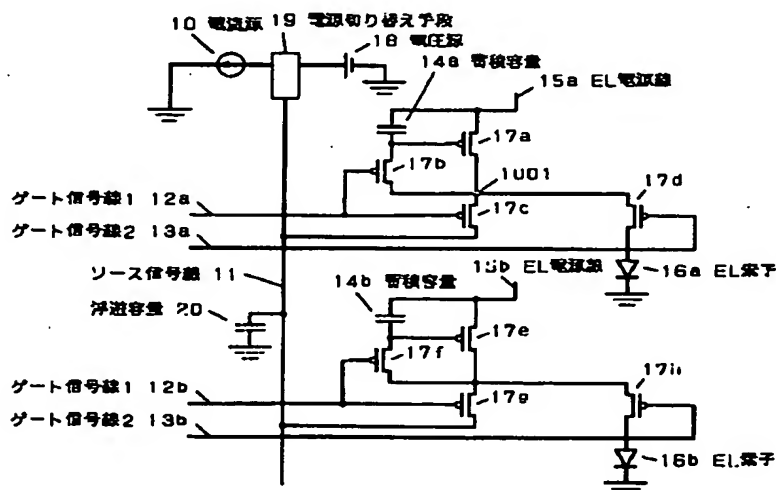 10 電流源
19 電源切り替え手段
18 電圧源
14a 蓄積容量
15a EL電源線
17a
17b
1001
17d
ゲート信号線1 12a
17c
ゲート信号線2 13a
ソース信号線 11
16a EL素子
14b 蓄積容量
15b EL電源線
浮遊容量 20
17e
17f
17h
ゲート信号線1 12b
17g
ゲート信号線2 13b
16b EL素子